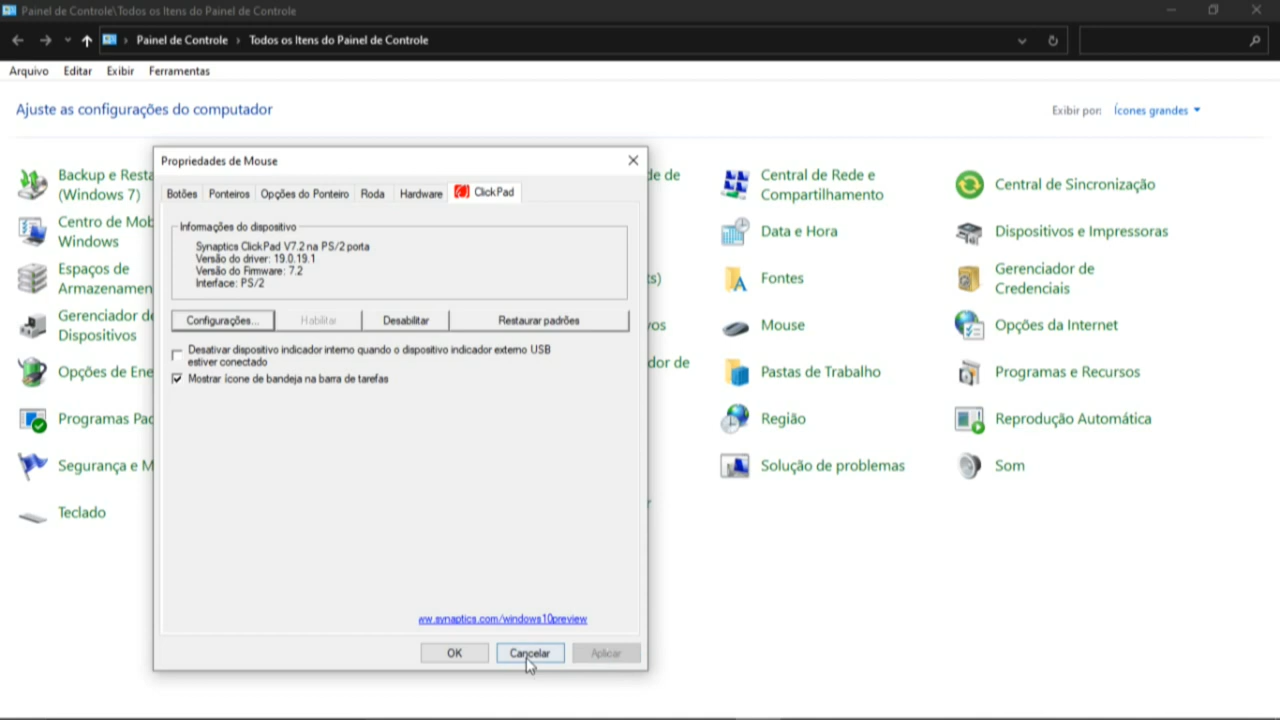 Painel de Controle\Todos os Itens do Painel de Controle
Painel de Controle › Todos os Itens do Painel de Controle
Arquivo Editar Exibir Ferramentas
Ajuste as configurações do computador
Exibir por: Ícones grandes
Backup e Resta
(Windows 7)
Centro de Mob
Windows
Espaços de
Armazenamen
Gerenciador de
Dispositivos
Opções de Ene
Programas Pad
Segurança e M
Teclado
Propriedades de Mouse
Botões Ponteiros Opções do Ponteiro Roda Hardware ClickPad
Informações do dispositivo
Synaptics ClickPad V7.2 na PS/2 porta
Versão do driver: 19.0.19.1
Versão do Firmware: 7.2
Interface: PS/2
Configurações... Habilitar Desabilitar Restaurar padrões
Desativar dispositivo indicador interno quando o dispositivo indicador externo USB
estiver conectado
Mostrar ícone de bandeja na barra de tarefas
ww.synaptics.com/windows10preview
OK Cancelar Aplicar
de de
ts)
vos
dor de
Central de Rede e
Compartilhamento
Data e Hora
Fontes
Mouse
Pastas de Trabalho
Região
Solução de problemas
Central de Sincronização
Dispositivos e Impressoras
Gerenciador de
Credenciais
Opções da Internet
Programas e Recursos
Reprodução Automática
Som